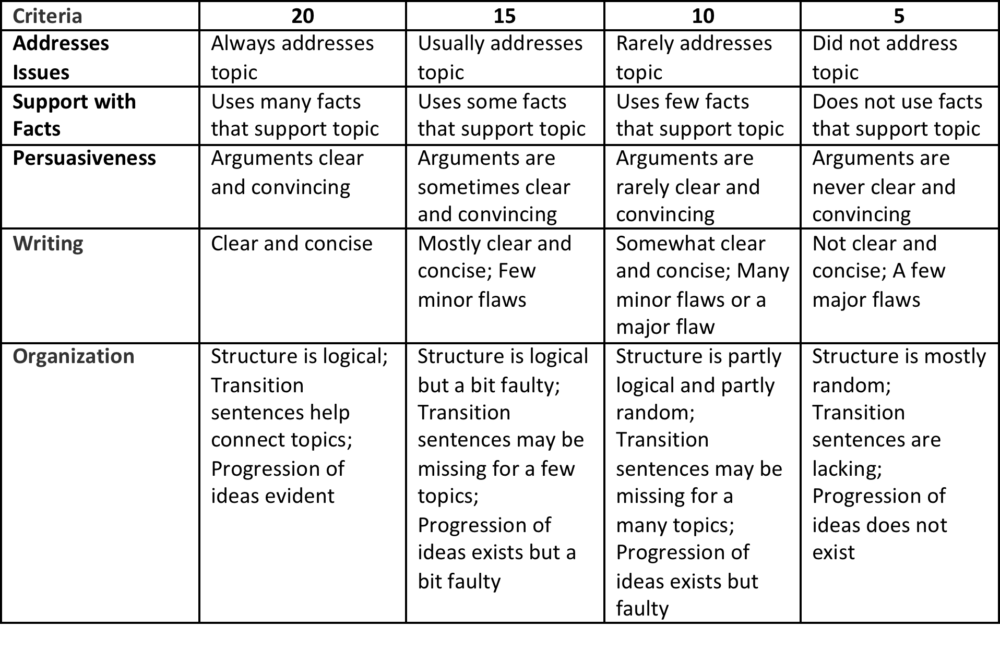 Criteria 20 15 10 5
Addresses Always addresses Usually addresses Rarely addresses Did not address
Issues topic topic topic topic
Support with Uses many facts Uses some facts Uses few facts Does not use facts
Facts that support topic that support topic that support topic that support topic
Persuasiveness Arguments clear Arguments are Arguments are Arguments are
and convincing sometimes clear rarely clear and never clear and
and convincing convincing convincing
Writing Clear and concise Mostly clear and Somewhat clear Not clear and
concise; Few and concise; Many concise; A few
minor flaws minor flaws or a major flaws
major flaw
Organization Structure is logical; Structure is logical Structure is partly Structure is mostly
Transition but a bit faulty; logical and partly random;
sentences help Transition random; Transition
connect topics; sentences may be Transition sentences are
Progression of missing for a few sentences may be lacking;
ideas evident topics; missing for a Progression of
Progression of many topics; ideas does not
ideas exists but a Progression of exist
bit faulty ideas exists but
faulty